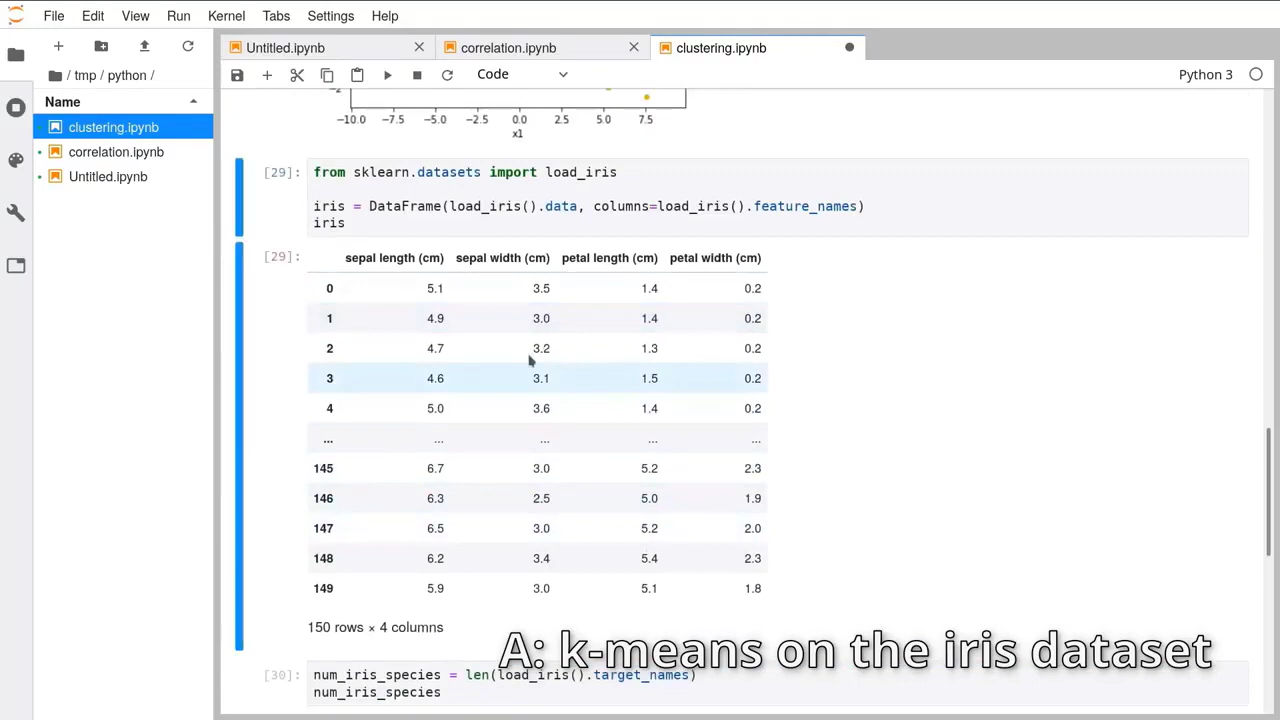 File Edit View Run Kernel Tabs Settings Help
/ tmp / python /
Name
clustering.ipynb
correlation.ipynb
Untitled.ipynb
Untitled.ipynb correlation.ipynb clustering.ipynb
Code Python 3
-2
-10.0 -7.5 -5.0 -2.5 0.0 2.5 5.0 7.5
x1
[29]: from sklearn.datasets import load_iris
iris = DataFrame(load_iris().data, columns=load_iris().feature_names)
iris
[29]: sepal length (cm) sepal width (cm) petal length (cm) petal width (cm)
0 5.1 3.5 1.4 0.2
1 4.9 3.0 1.4 0.2
2 4.7 3.2 1.3 0.2
3 4.6 3.1 1.5 0.2
4 5.0 3.6 1.4 0.2
... ... ... ... ...
145 6.7 3.0 5.2 2.3
146 6.3 2.5 5.0 1.9
147 6.5 3.0 5.2 2.0
148 6.2 3.4 5.4 2.3
149 5.9 3.0 5.1 1.8
150 rows × 4 columns
A: k-means on the iris dataset
[30]: num_iris_species = len(load_iris().target_names)
num_iris_species